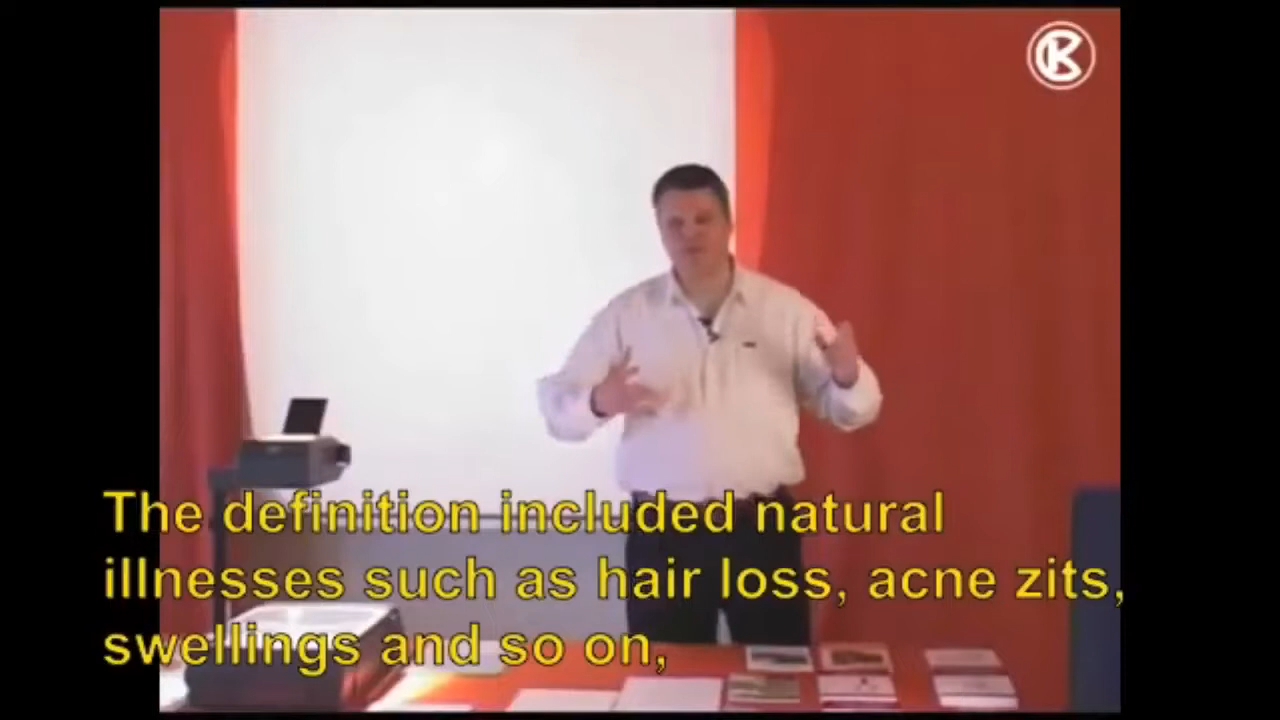 The definition included natural
illnesses such as hair loss, acne zits,
swellings and so on,